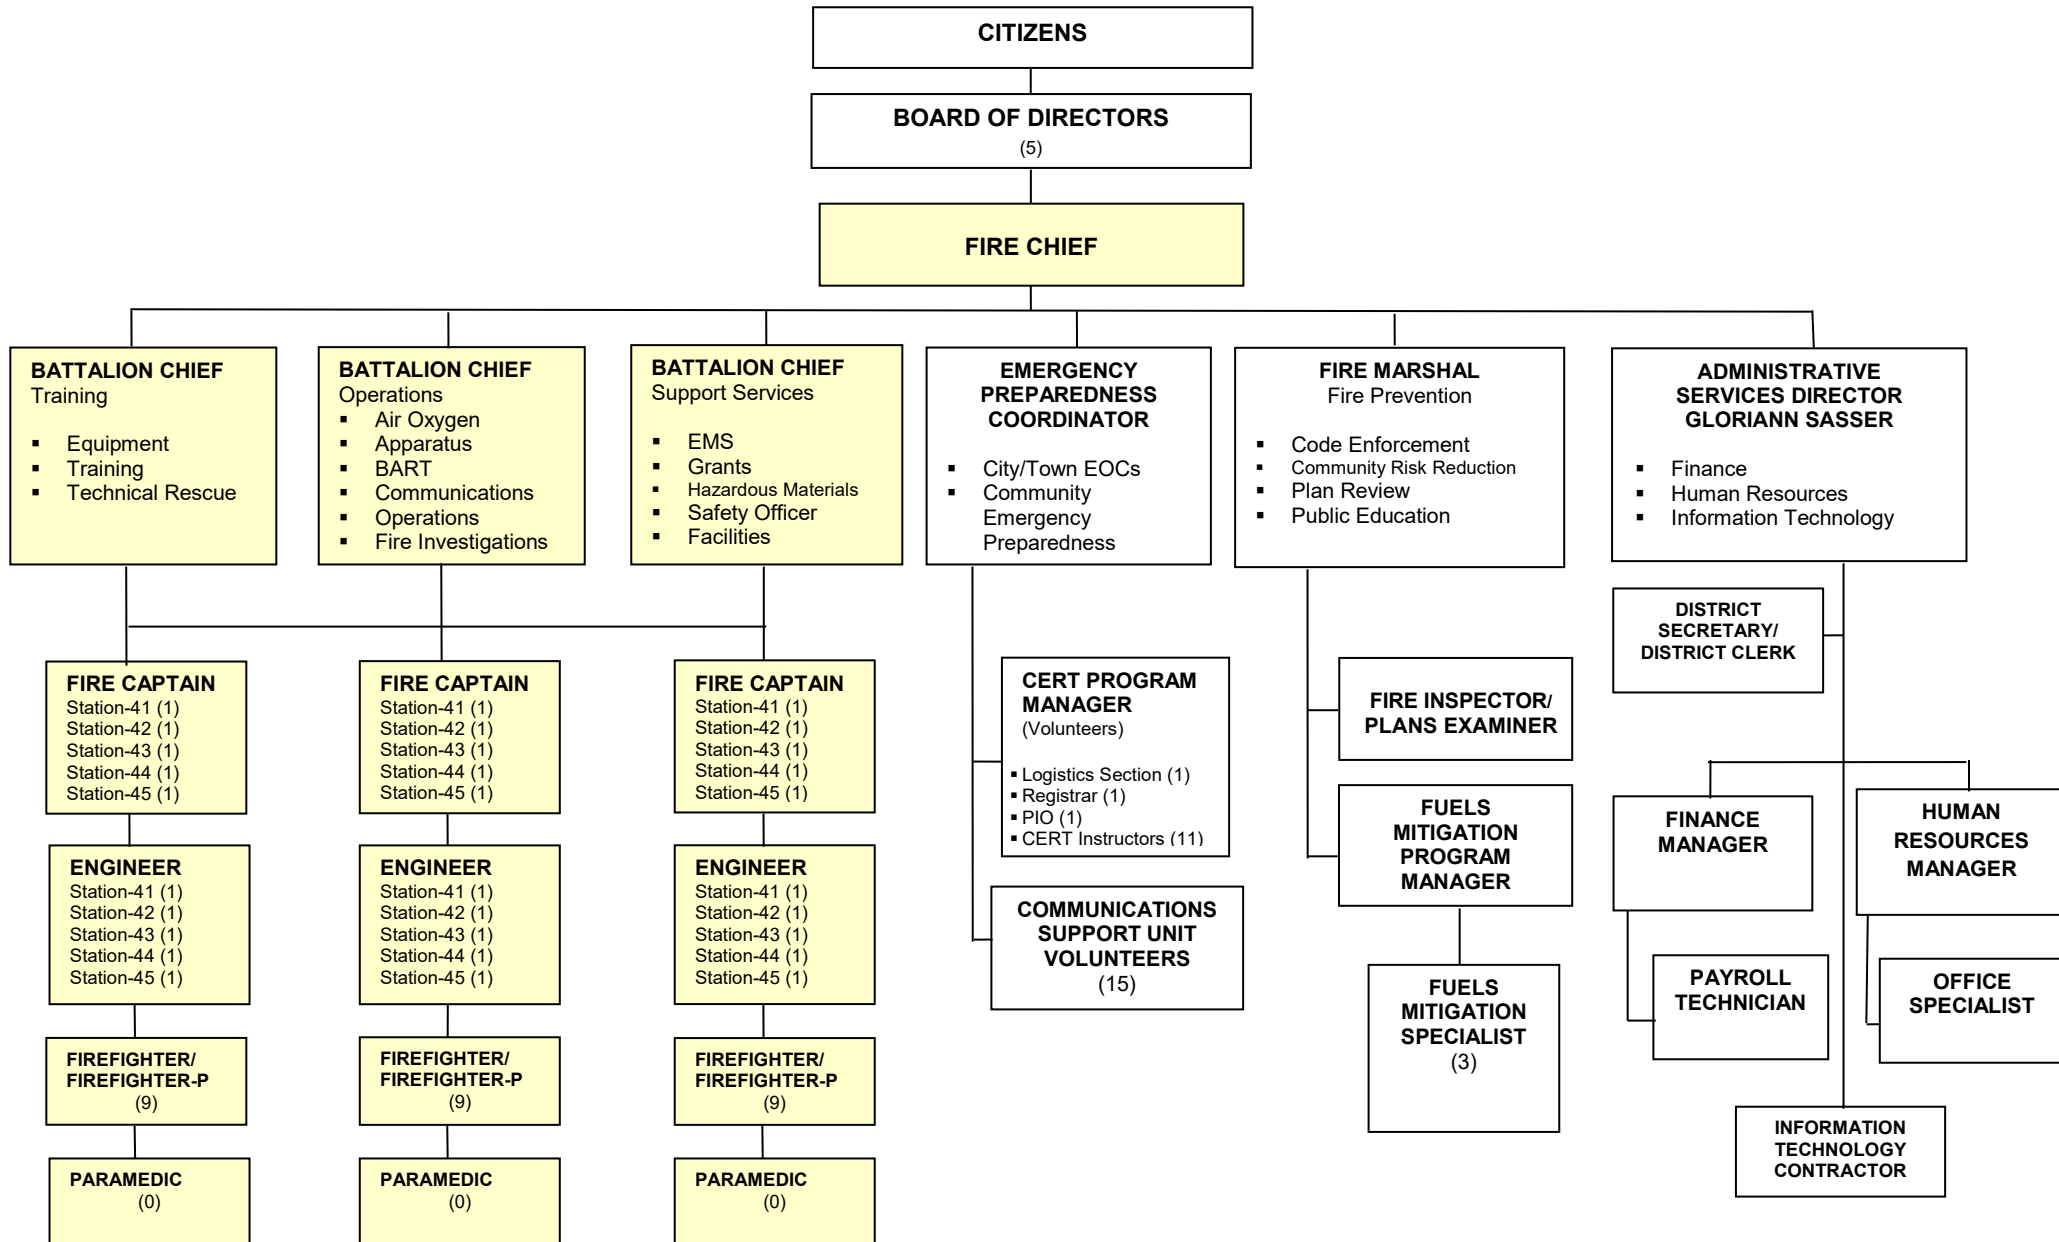 CITIZENS
BOARD OF DIRECTORS
(5)
FIRE CHIEF
BATTALION CHIEF
Training
▪ Equipment
▪ Training
▪ Technical Rescue
BATTALION CHIEF
Operations
▪ Air Oxygen
▪ Apparatus
▪ BART
▪ Communications
▪ Operations
▪ Fire Investigations
BATTALION CHIEF
Support Services
▪ EMS
▪ Grants
▪ Hazardous Materials
▪ Safety Officer
▪ Facilities
EMERGENCY
PREPAREDNESS
COORDINATOR
▪ City/Town EOCs
▪ Community
Emergency
Preparedness
FIRE MARSHAL
Fire Prevention
▪ Code Enforcement
▪ Community Risk Reduction
▪ Plan Review
▪ Public Education
ADMINISTRATIVE
SERVICES DIRECTOR
GLORIANN SASSER
▪ Finance
▪ Human Resources
▪ Information Technology
FIRE CAPTAIN
Station-41 (1)
Station-42 (1)
Station-43 (1)
Station-44 (1)
Station-45 (1)
ENGINEER
Station-41 (1)
Station-42 (1)
Station-43 (1)
Station-44 (1)
Station-45 (1)
FIREFIGHTER/
FIREFIGHTER-P
(9)
PARAMEDIC
(0)
FIRE CAPTAIN
Station-41 (1)
Station-42 (1)
Station-43 (1)
Station-44 (1)
Station-45 (1)
ENGINEER
Station-41 (1)
Station-42 (1)
Station-43 (1)
Station-44 (1)
Station-45 (1)
FIREFIGHTER/
FIREFIGHTER-P
(9)
PARAMEDIC
(0)
FIRE CAPTAIN
Station-41 (1)
Station-42 (1)
Station-43 (1)
Station-44 (1)
Station-45 (1)
ENGINEER
Station-41 (1)
Station-42 (1)
Station-43 (1)
Station-44 (1)
Station-45 (1)
FIREFIGHTER/
FIREFIGHTER-P
(9)
PARAMEDIC
(0)
CERT PROGRAM
MANAGER
(Volunteers)
▪ Logistics Section (1)
▪ Registrar (1)
▪ PIO (1)
▪ CERT Instructors (11)
COMMUNICATIONS
SUPPORT UNIT
VOLUNTEERS
(15)
FIRE INSPECTOR/
PLANS EXAMINER
FUELS
MITIGATION
PROGRAM
MANAGER
FUELS
MITIGATION
SPECIALIST
(3)
DISTRICT
SECRETARY/
DISTRICT CLERK
FINANCE
MANAGER
PAYROLL
TECHNICIAN
HUMAN
RESOURCES
MANAGER
OFFICE
SPECIALIST
INFORMATION
TECHNOLOGY
CONTRACTOR